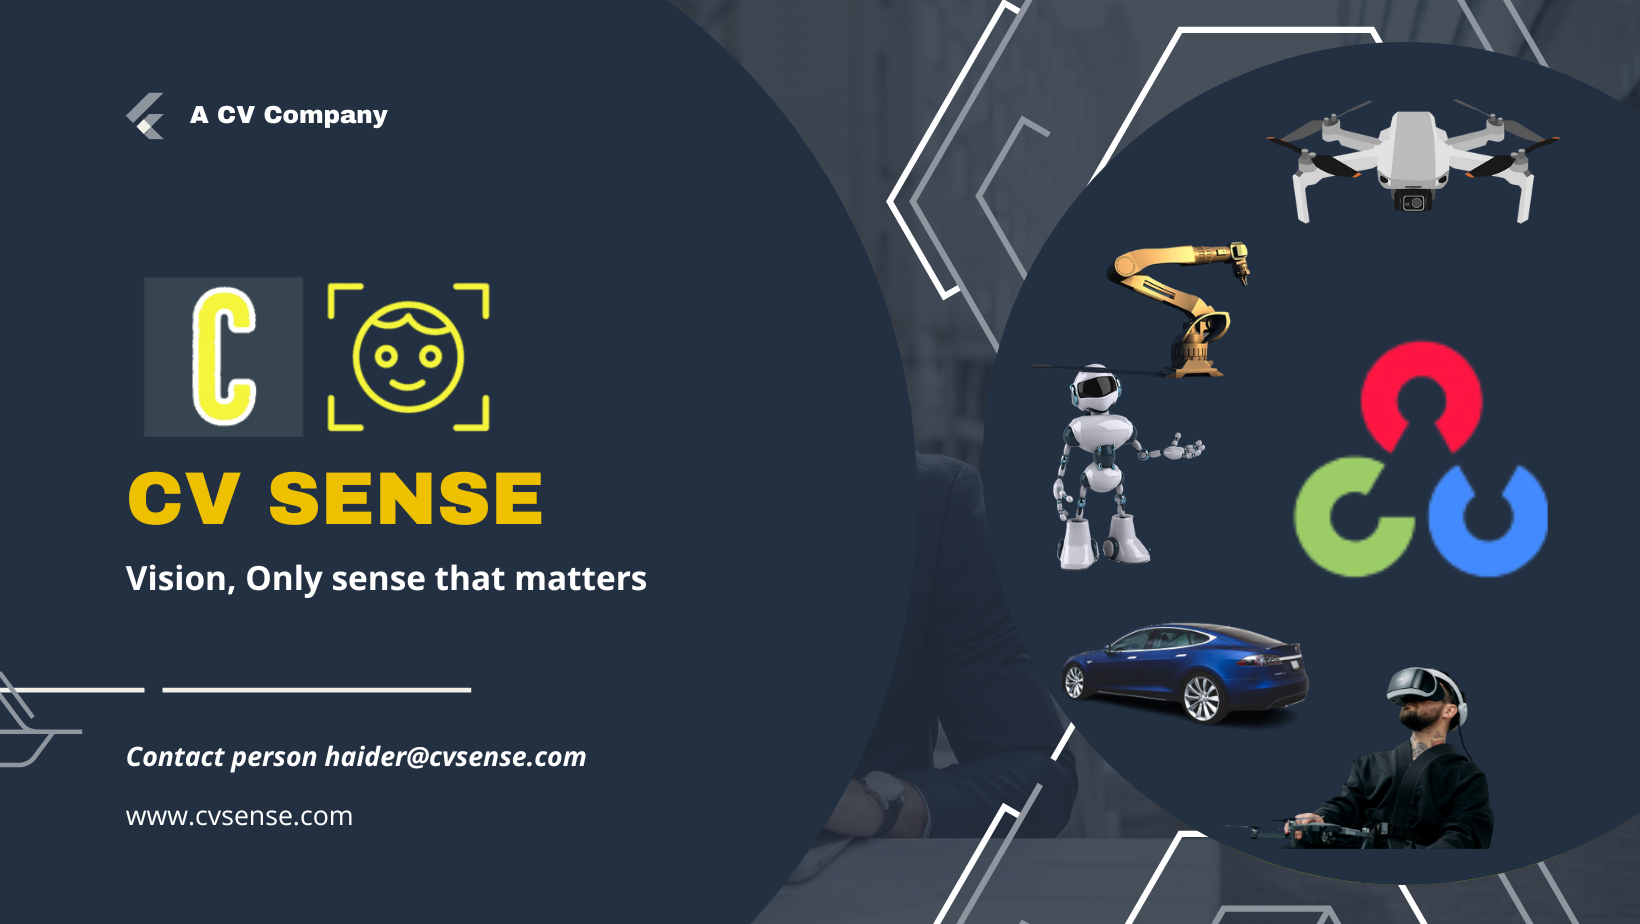 A CV Company
C
CV SENSE
Vision, Only sense that matters
Contact person haider@cvsense.com
www.cvsense.com